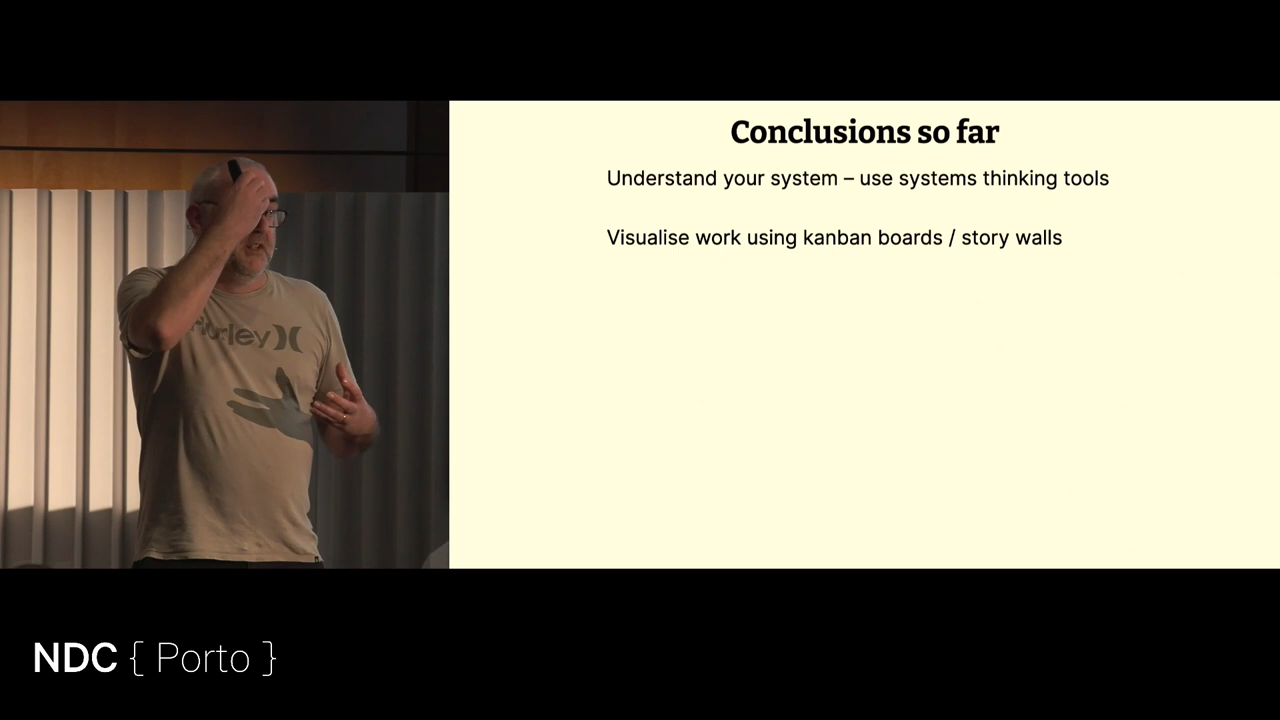 Conclusions so far
Understand your system – use systems thinking tools
Visualise work using kanban boards / story walls
Hurley
NDC { Porto }